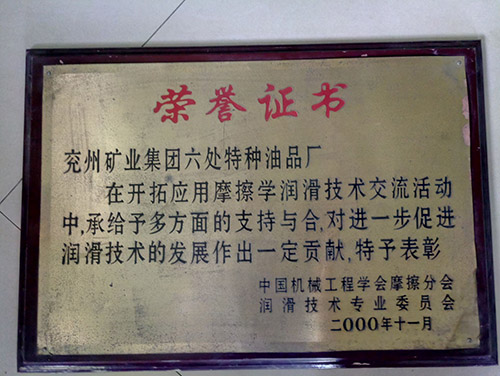 荣誉证书
兖州矿业集团六处特种油品厂
在开拓应用摩擦学润滑技术交流活动
中,承给予多方面的支持与合,对进一步促进
润滑技术的发展作出一定贡献,特予表彰
中国机械工程学会摩擦分会
润滑技术专业委员会
二000年十一月